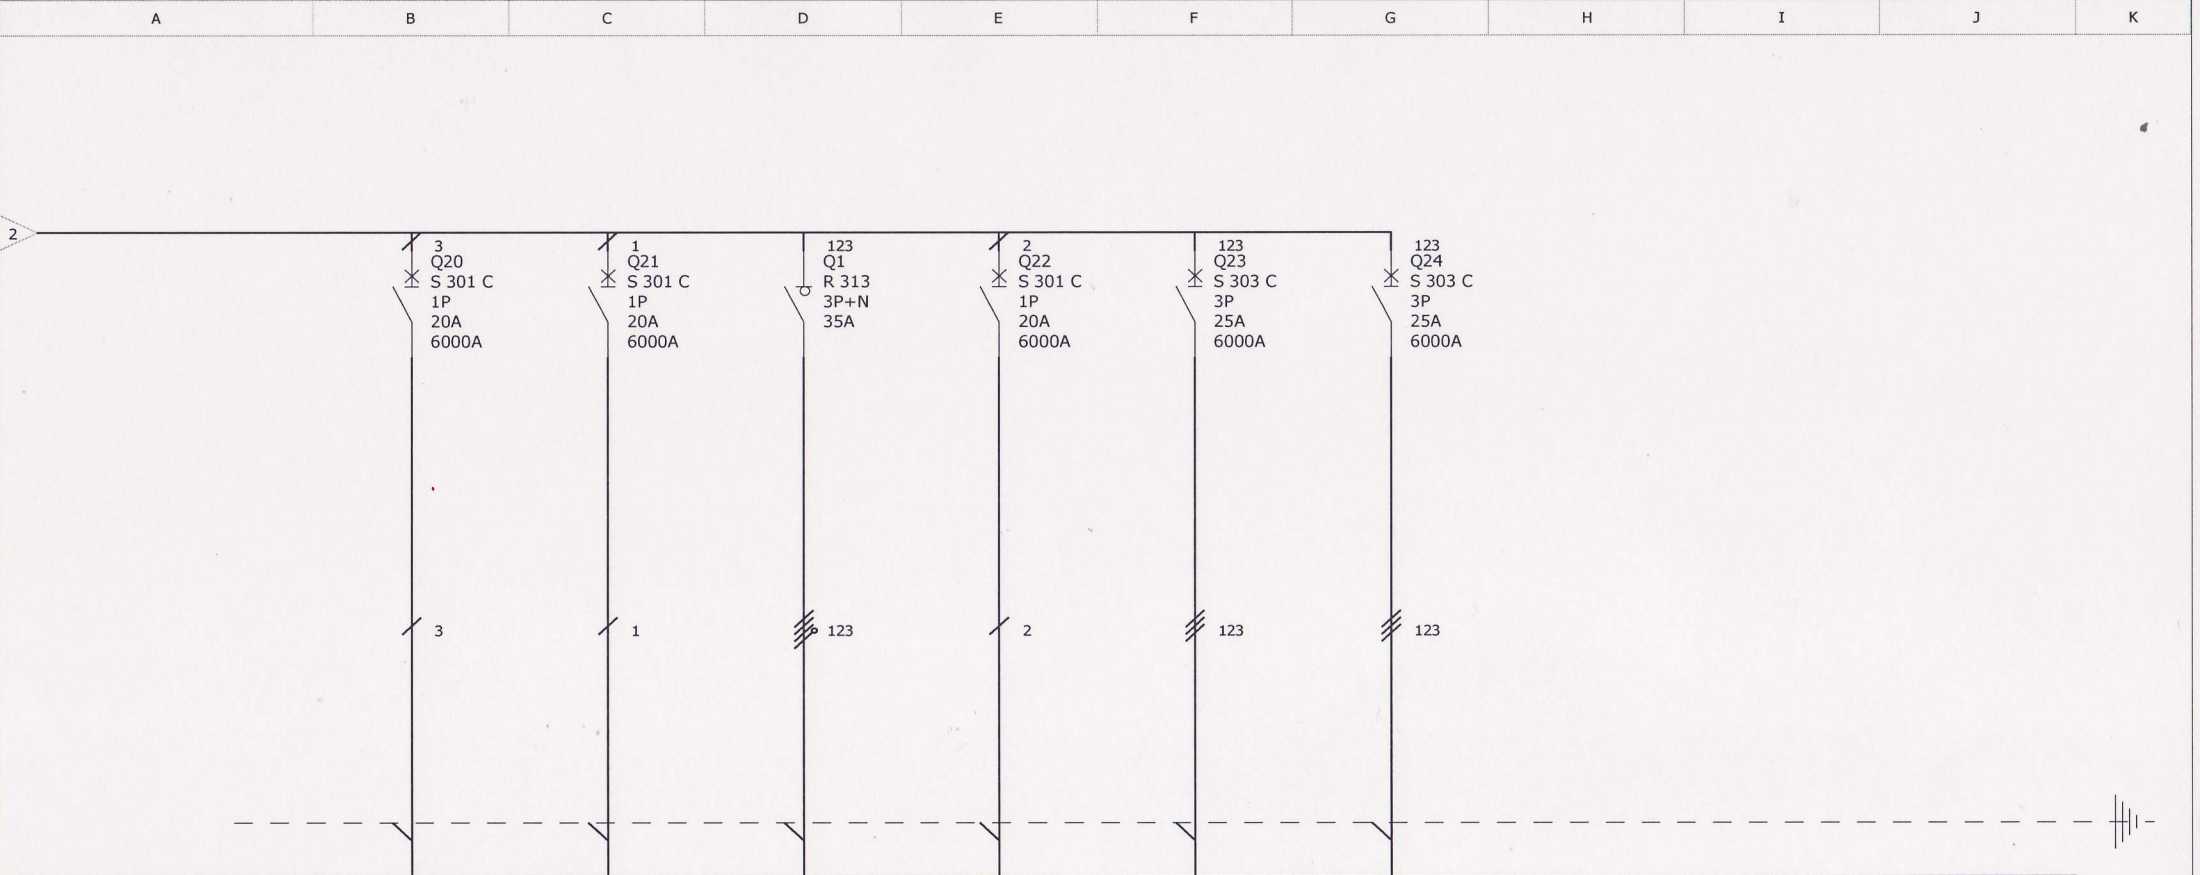 A B C D E F G H I J K
2
3
Q20
S 301 C
1P
20A
6000A
1
Q21
S 301 C
1P
20A
6000A
123
Q1
R 313
3P+N
35A
2
Q22
S 301 C
1P
20A
6000A
123
Q23
S 303 C
3P
25A
6000A
123
Q24
S 303 C
3P
25A
6000A
3 1 123 2 123 123